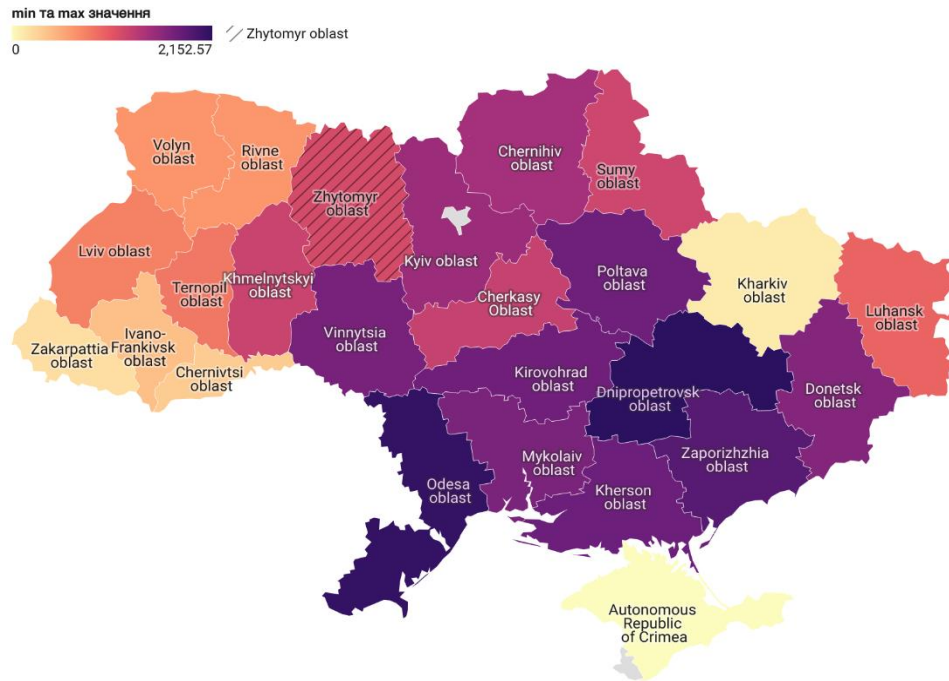 min та max значення
0
2,152.57
Zhytomyr oblast
Volyn
oblast
Rivne
oblast
Zhytomyr
oblast
Chernihiv
oblast
Sumy
oblast
Lviv oblast
Ternopil
oblast
Khmelnytskyi
oblast
Kyiv oblast
Cherkasy
Oblast
Poltava
oblast
Kharkiv
oblast
Luhansk
oblast
Zakarpattia
oblast
Ivano-
Frankivsk
oblast
Chernivtsi
oblast
Vinnytsia
oblast
Kirovohrad
oblast
Dnipropetrovsk
oblast
Donetsk
oblast
Odesa
oblast
Mykolaiv
oblast
Kherson
oblast
Zaporizhzhia
oblast
Autonomous
Republic
of Crimea